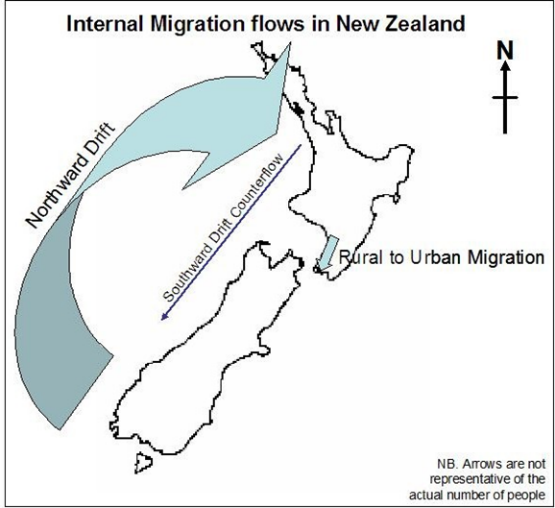 Internal Migration flows in New Zealand
N
Northward Drift
Southward Drift Counterflow
Rural to Urban Migration
NB. Arrows are not
representative of the
actual number of people